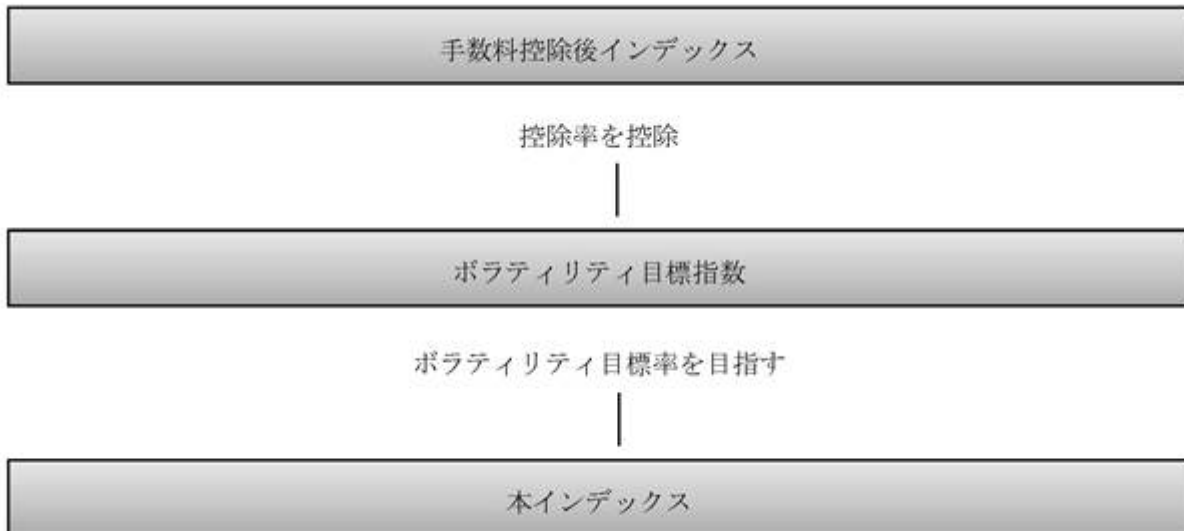 手数料控除後インデックス
控除率を控除
ボラティリティ目標指数
ボラティリティ目標率を目指す
本インデックス